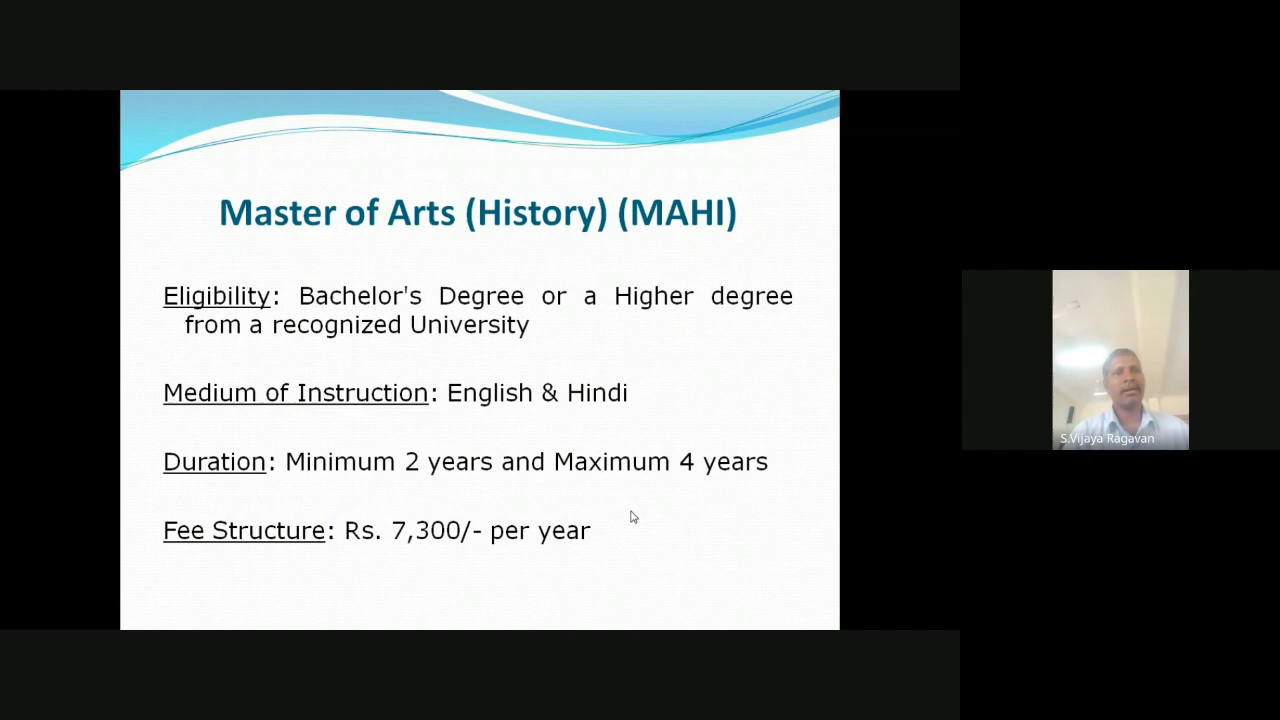 Master of Arts (History) (MAHI)
Eligibility: Bachelor's Degree or a Higher degree
from a recognized University
Medium of Instruction: English & Hindi
Duration: Minimum 2 years and Maximum 4 years
Fee Structure: Rs. 7,300/- per year
S.Vijaya Ragavan